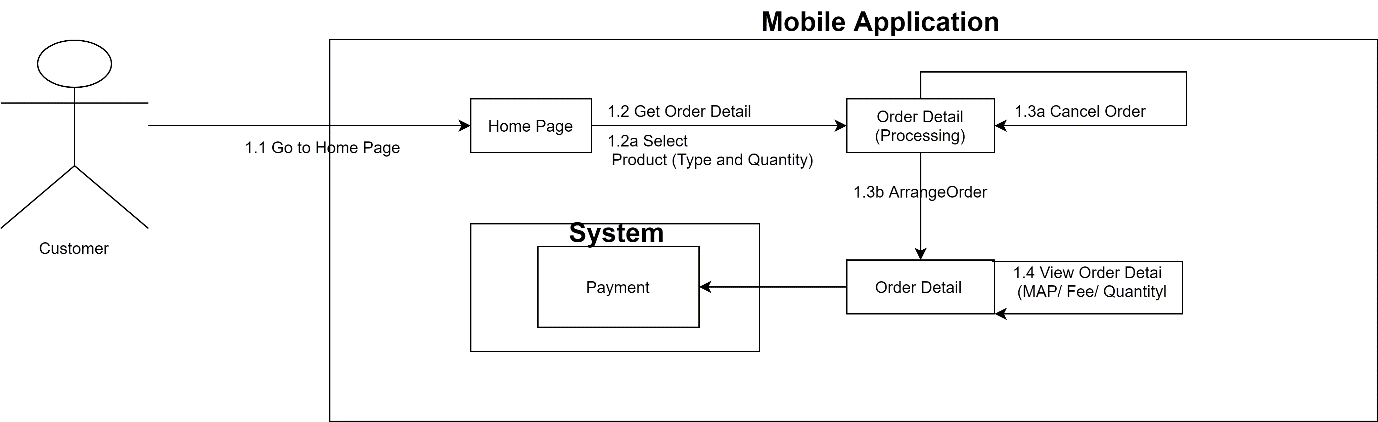 Mobile Application
Home Page
1.2 Get Order Detail
1.2a Select
Product (Type and Quantity)
Order Detail
(Processing)
1.3a Cancel Order
1.1 Go to Home Page
1.3b ArrangeOrder
Customer
System
Payment
Order Detail
1.4 View Order Detai
(MAP/ Fee/ Quantityl